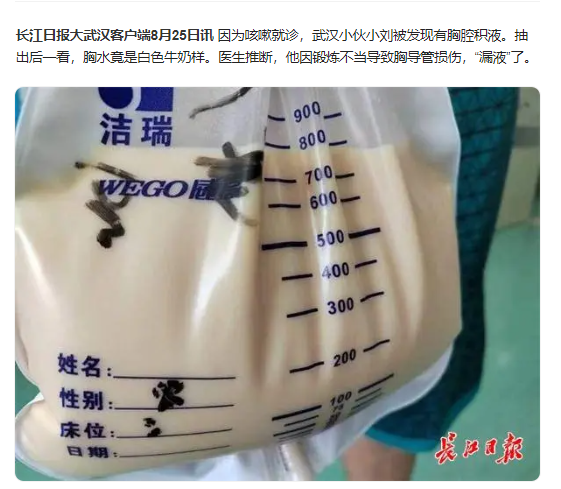 长江日报大武汉客户端8月25日讯 因为咳嗽就诊，武汉小伙小刘被发现有胸腔积液。抽
出后一看，胸水竟是白色牛奶样。医生推断，他因锻炼不当导致胸导管损伤，“漏液”了。
洁瑞
WEGO
900
800
700
600
500
400
300
200
100
75
姓名：
性别：
床位：
日期：
长江日报